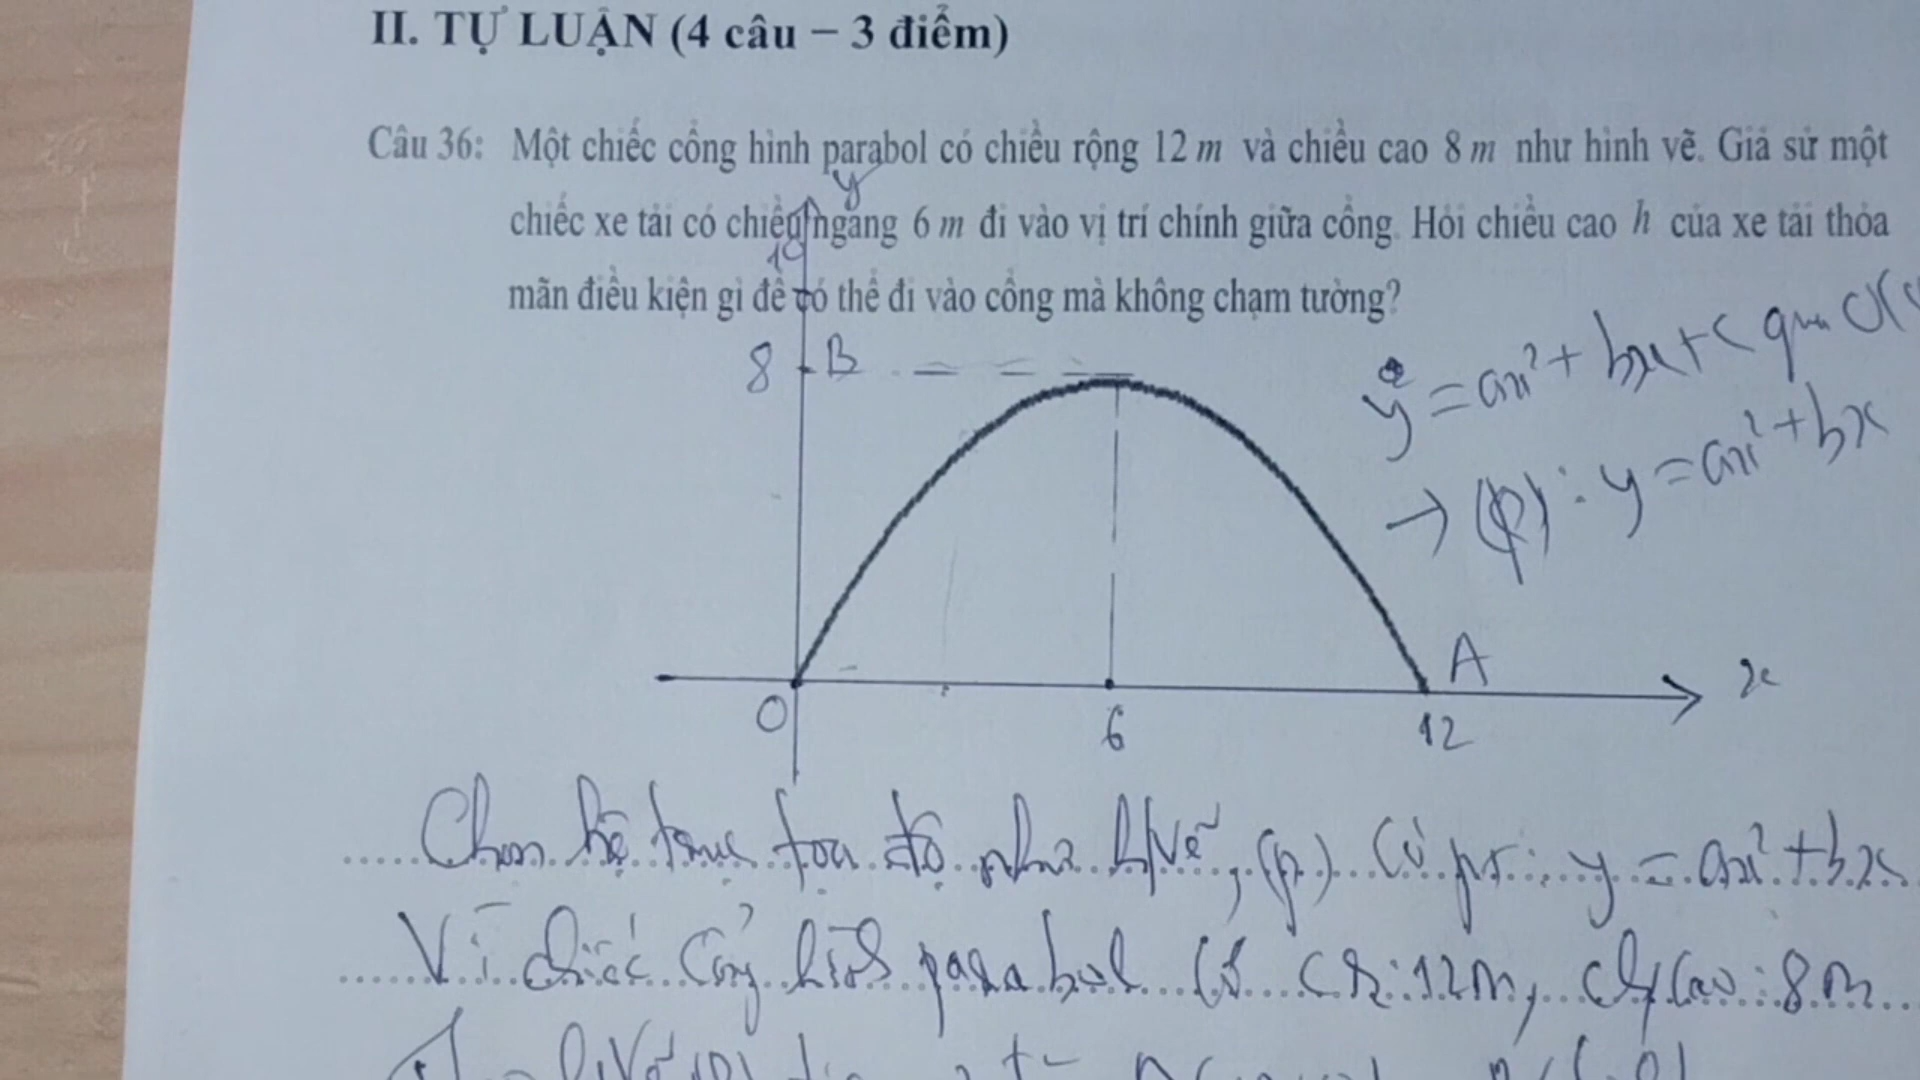 II. TỰ LUẬN (4 câu – 3 điểm)
Câu 36: Một chiếc cổng hình parabol có chiều rộng 12 m và chiều cao 8 m như hình vẽ. Giả sử một
chiếc xe tải có chiều ngang 6 m đi vào vị trí chính giữa cổng. Hỏi chiều cao h của xe tải thỏa
mãn điều kiện gì để có thể đi vào cổng mà không chạm tường?
y
8 B
y = ax² + bx + c qua O(
→ (P): y = ax² + bx
A
x
O 6 12
Chọn hệ trục tọa độ như h/vẽ, (P) có pt: y = ax² + bx
Vì chiếc cổng hình parabol có CR: 12m, ch/cao: 8m